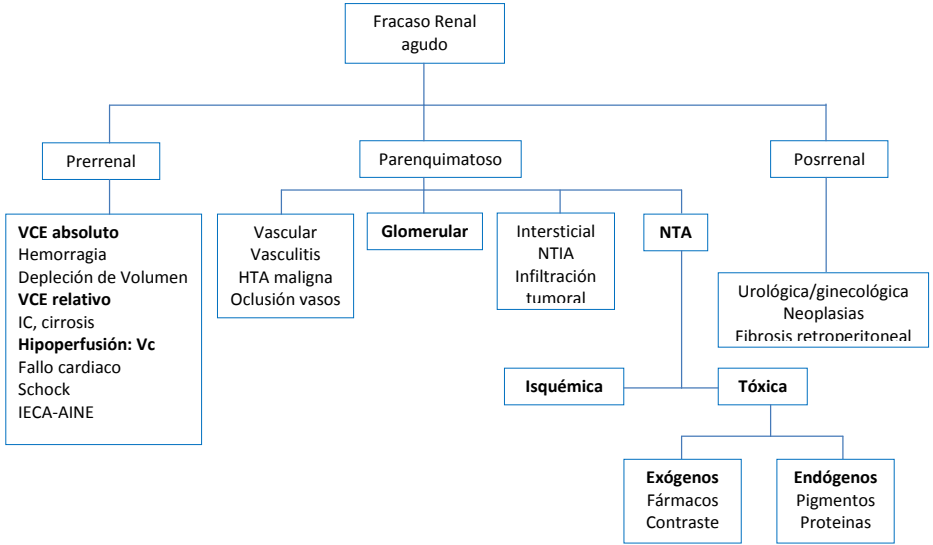 Fracaso Renal
agudo
Prerrenal
Parenquimatoso
Posrrenal
VCE absoluto
Hemorragia
Depleción de Volumen
VCE relativo
IC, cirrosis
Hipoperfusión: Vc
Fallo cardiaco
Schock
IECA-AINE
Vascular
Vasculitis
HTA maligna
Oclusión vasos
Glomerular
Intersticial
NTIA
Infiltración
tumoral
NTA
Urológica/ginecológica
Neoplasias
Fibrosis retroperitoneal
Isquémica
Tóxica
Exógenos
Fármacos
Contraste
Endógenos
Pigmentos
Proteinas